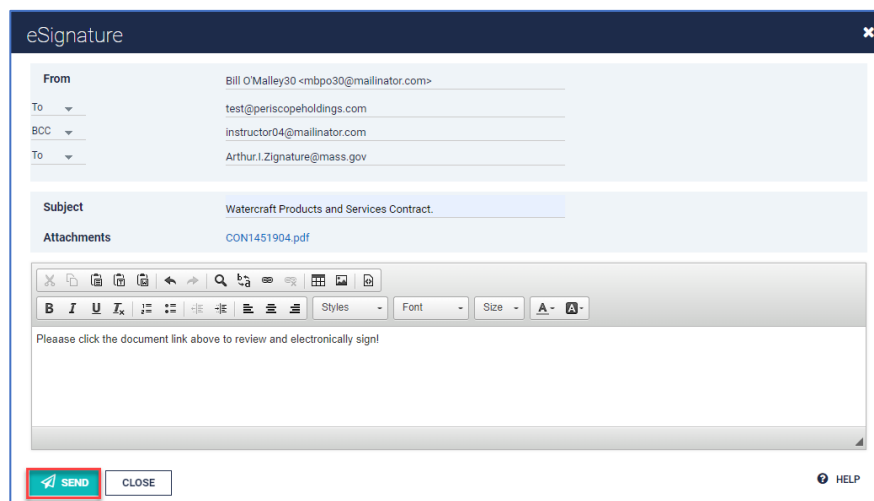 eSignature
From Bill O'Malley30 <mbpo30@mailinator.com>
To test@periscopeholdings.com
BCC instructor04@mailinator.com
To Arthur.I.Zignature@mass.gov
Subject Watercraft Products and Services Contract.
Attachments CON1451904.pdf
B I U Ix Styles Font Size A A
Pleaase click the document link above to review and electronically sign!
SEND CLOSE HELP